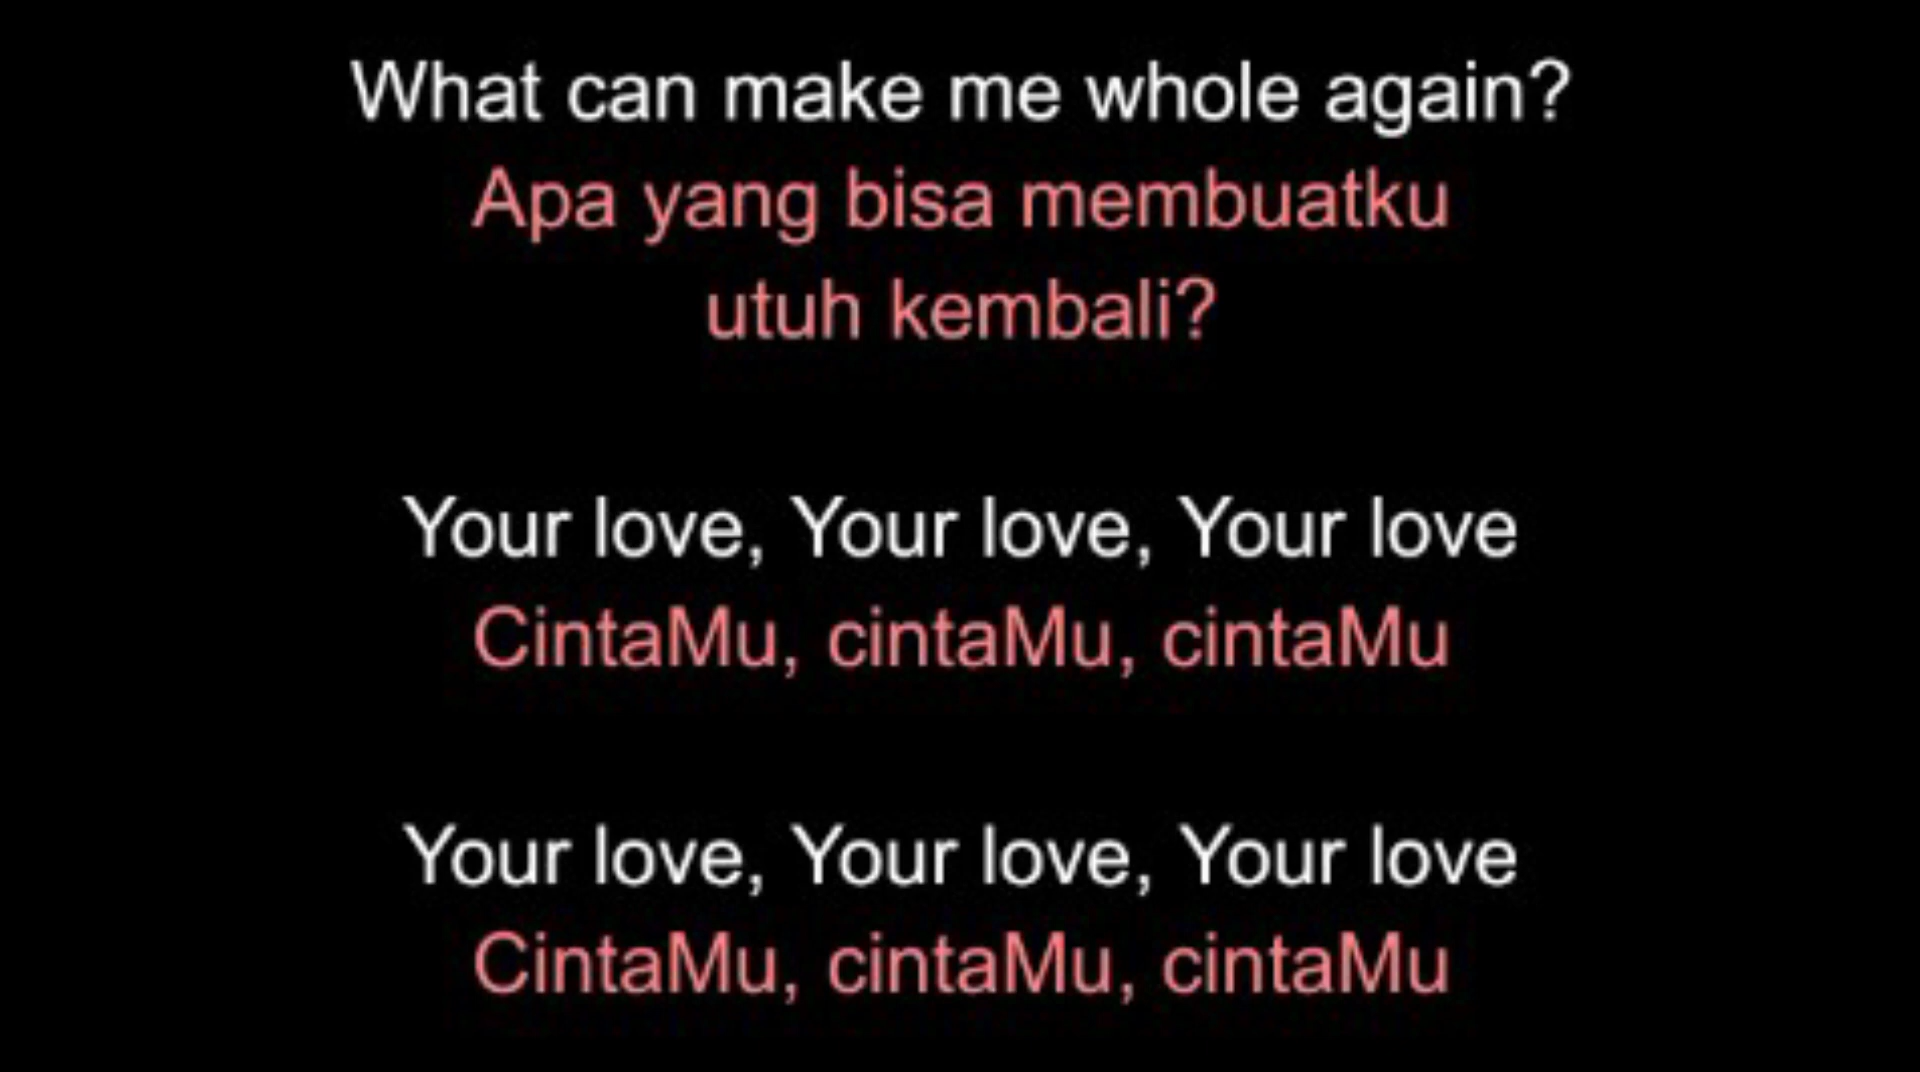 What can make me whole again?
Apa yang bisa membuatku
utuh kembali?
Your love, Your love, Your love
CintaMu, cintaMu, cintaMu
Your love, Your love, Your love
CintaMu, cintaMu, cintaMu